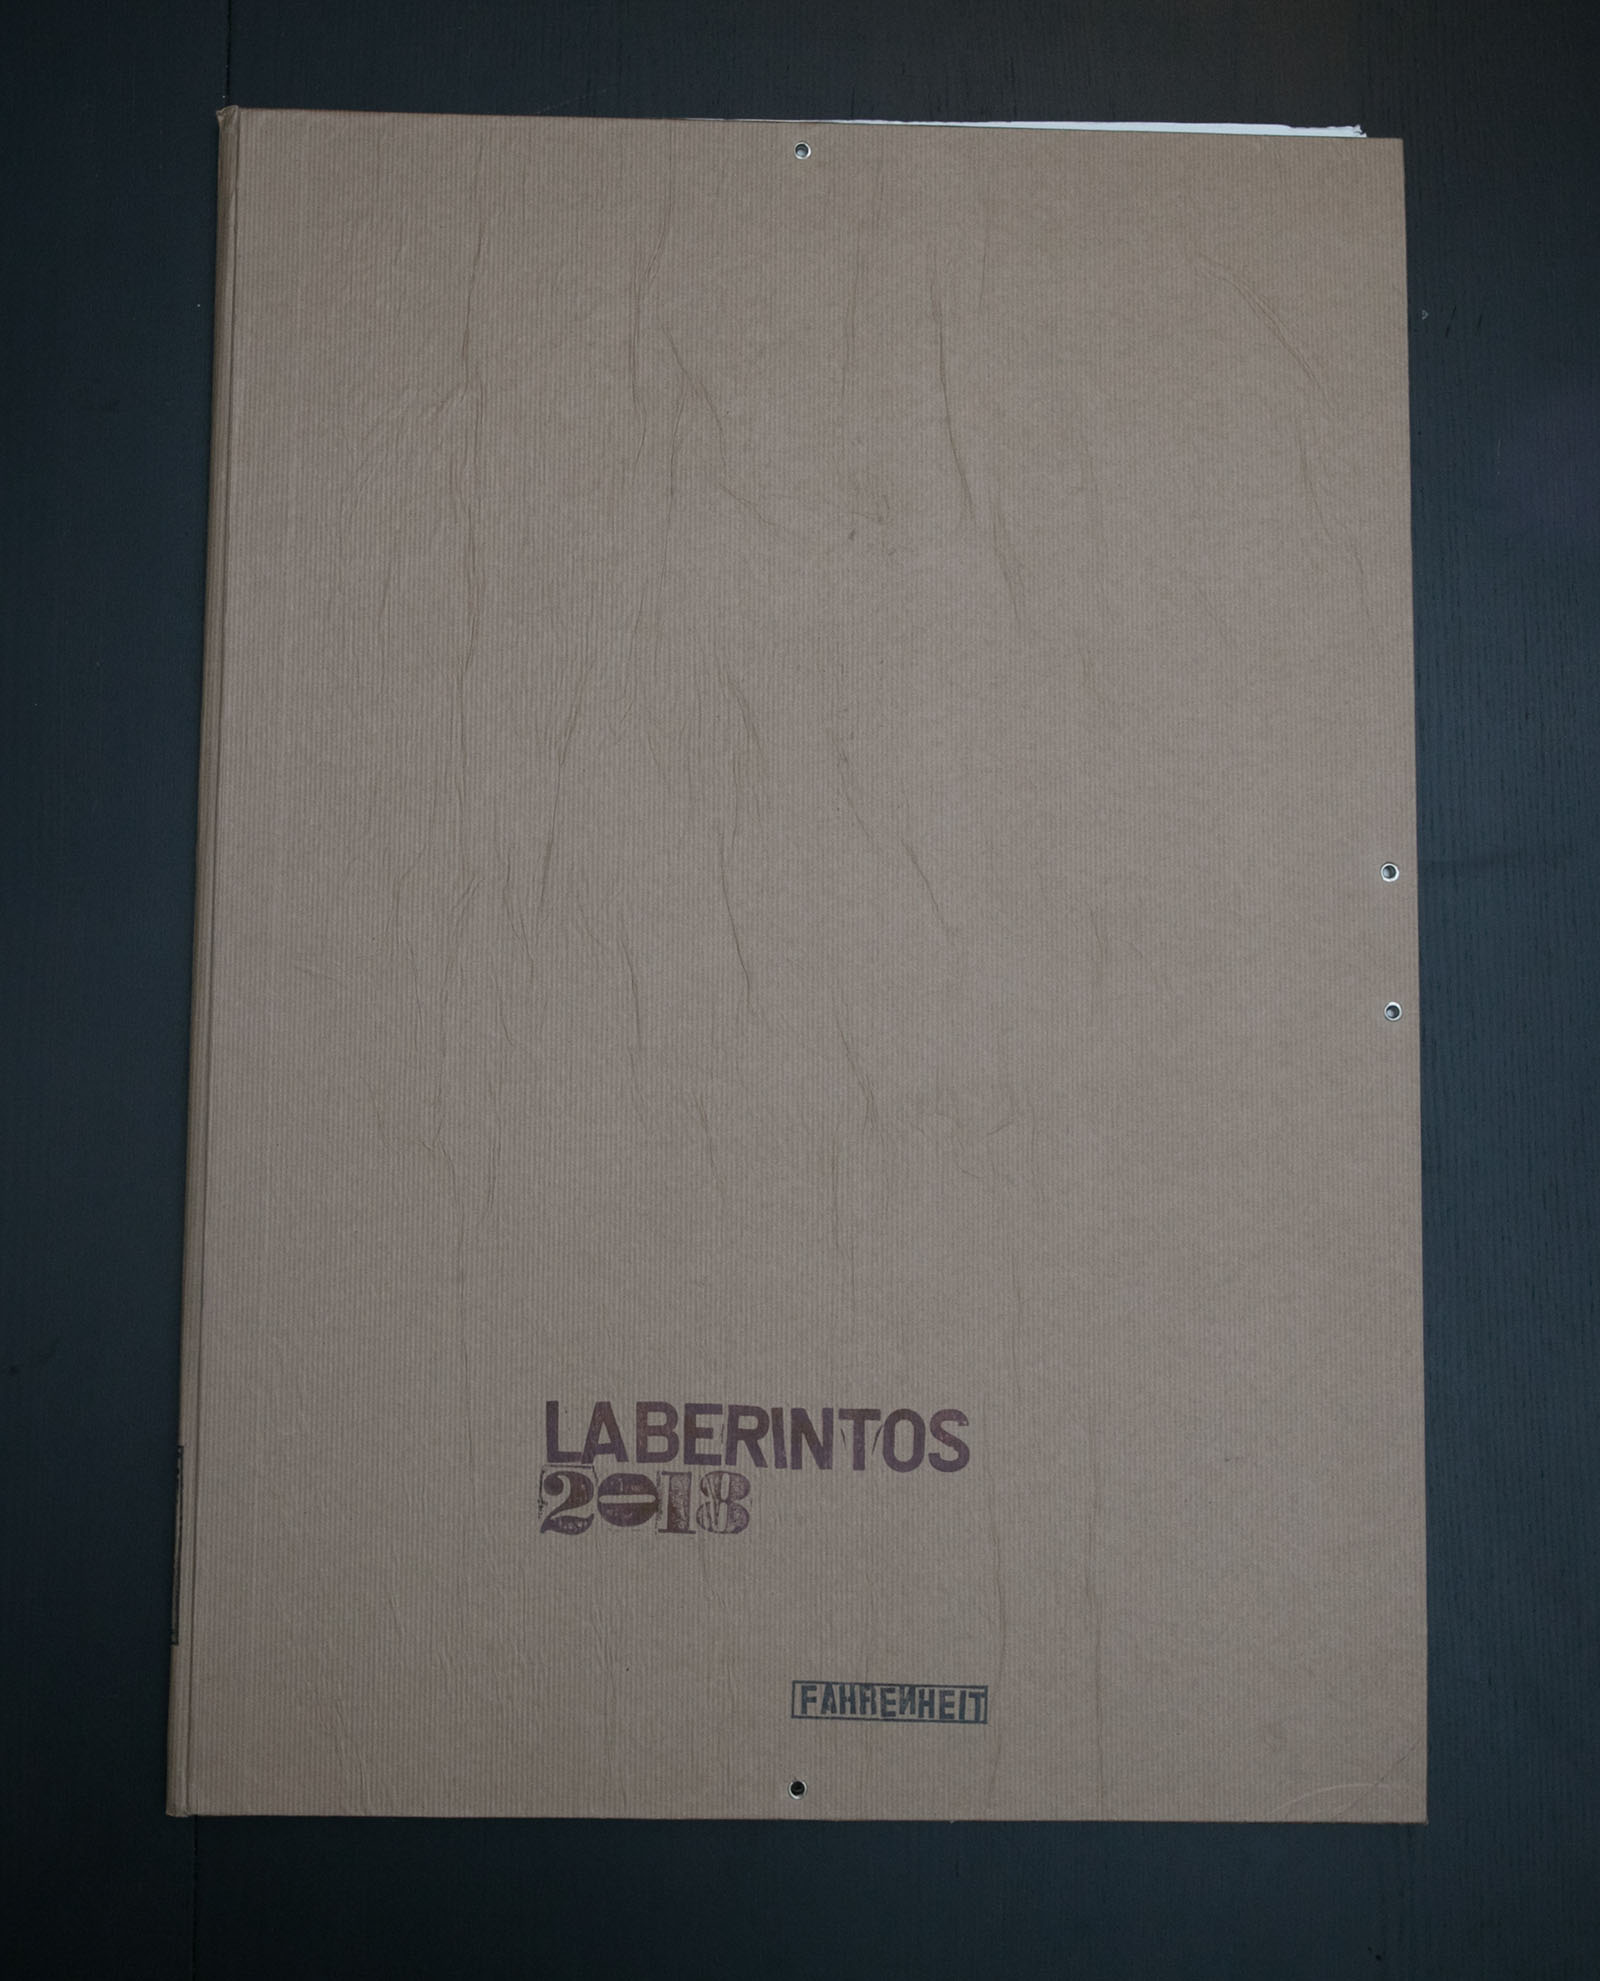 LABERINTOS
2018
FAHRENHEIT